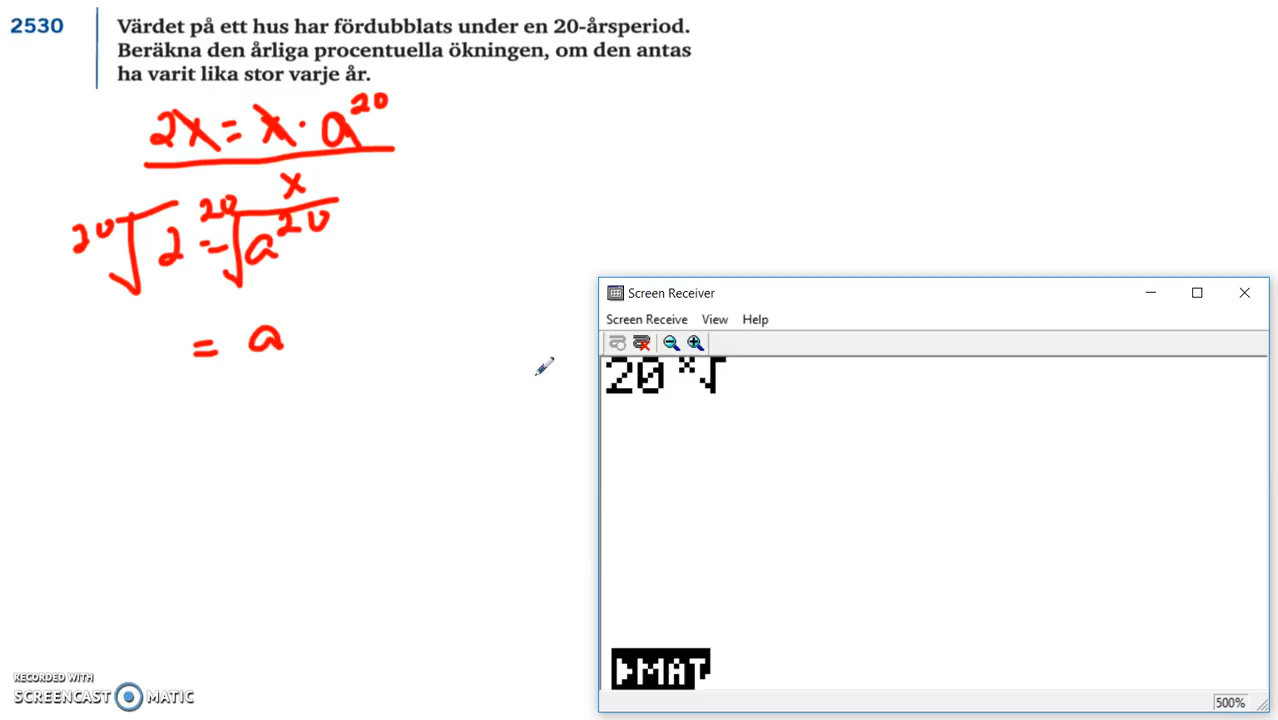 2530
Värdet på ett hus har fördubblats under en 20-årsperiod.
Beräkna den årliga procentuella ökningen, om den antas
ha varit lika stor varje år.
2x = x · a^20
x
20√2 = 20√a^20
= a
Screen Receiver
Screen Receive View Help
20 ˣ√
▶MAT
500%
RECORDED WITH
SCREENCAST MATIC